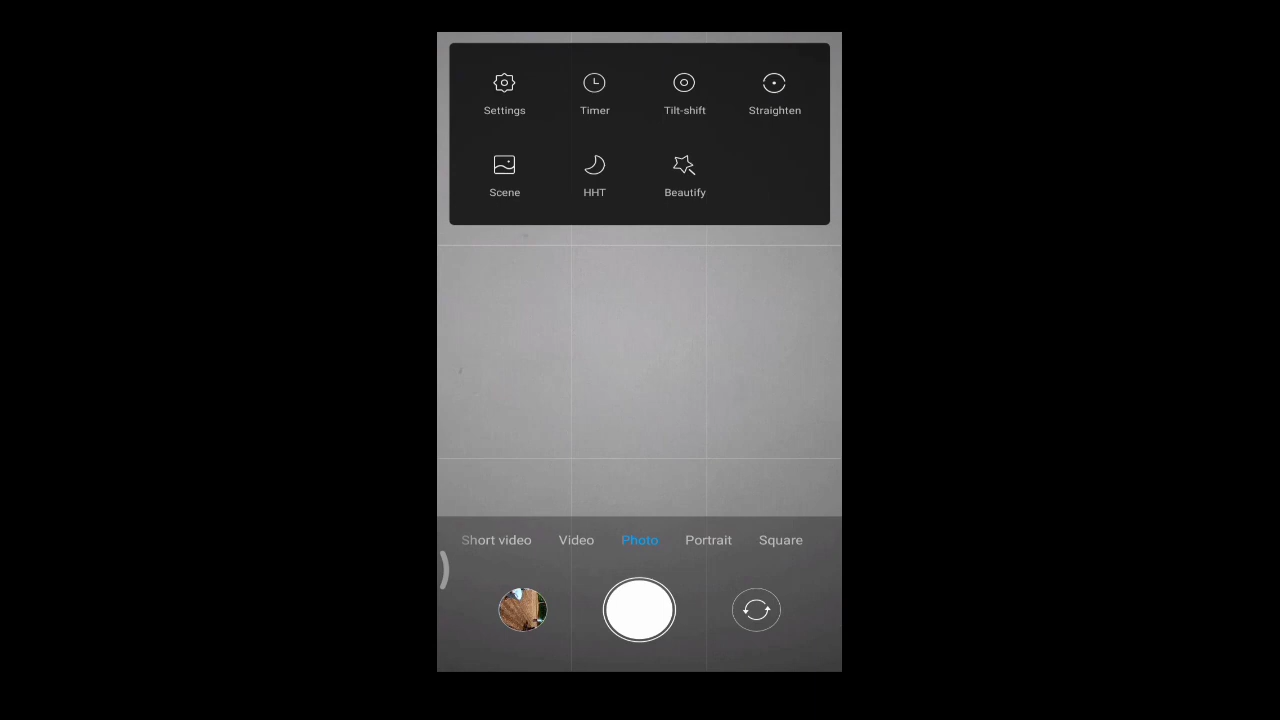 Settings Timer Tilt-shift Straighten
Scene HHT Beautify
Short video Video Photo Portrait Square